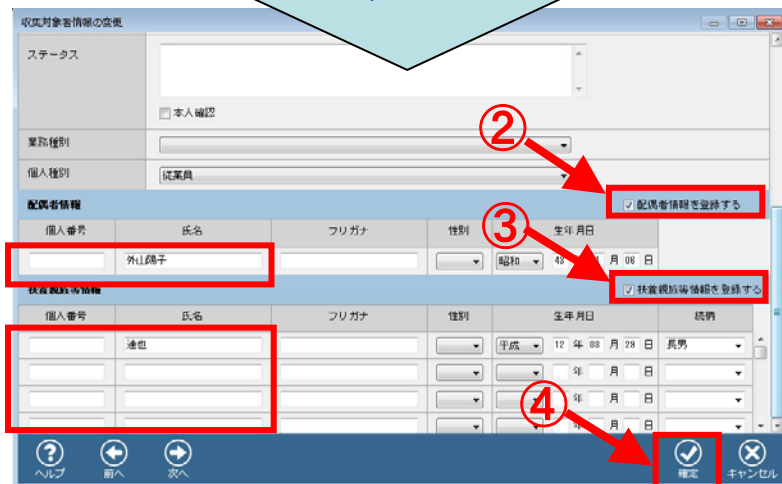 収集対象者情報の変更
ステータス
本人確認
②
業務種別
個人種別 従業員
配偶者情報 配偶者情報を登録する
③
個人番号 氏名 フリガナ 性別 生年月日
外山陽子 昭和 43 月 06 日
扶養親族等情報 扶養親族等情報を登録する
個人番号 氏名 フリガナ 性別 生年月日 続柄
達也 平成 12 年 03 月 29 日 長男
年 月 日
④
年 月 日
年 月 日
ヘルプ 前へ 次へ 確定 キャンセル